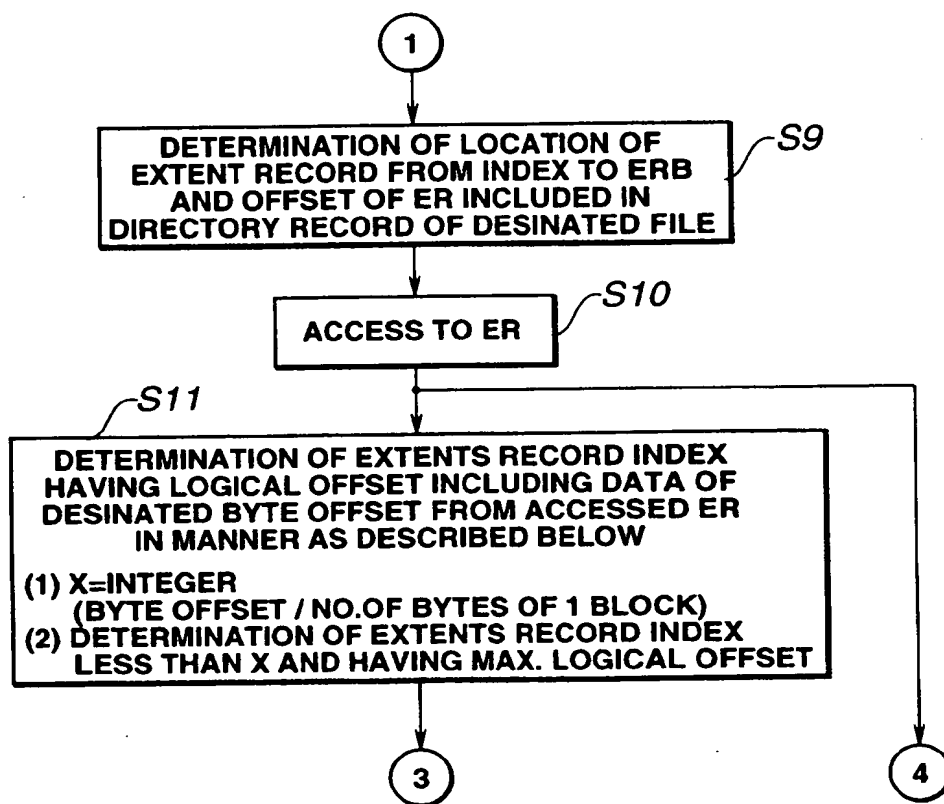 1
DETERMINATION OF LOCATION OF
EXTENT RECORD FROM INDEX TO ERB
AND OFFSET OF ER INCLUDED IN
DIRECTORY RECORD OF DESINATED FILE
S9
ACCESS TO ER
S10
S11
DETERMINATION OF EXTENTS RECORD INDEX
HAVING LOGICAL OFFSET INCLUDING DATA OF
DESINATED BYTE OFFSET FROM ACCESSED ER
IN MANNER AS DESCRIBED BELOW
(1) X=INTEGER
(BYTE OFFSET / NO.OF BYTES OF 1 BLOCK)
(2) DETERMINATION OF EXTENTS RECORD INDEX
LESS THAN X AND HAVING MAX. LOGICAL OFFSET
3
4